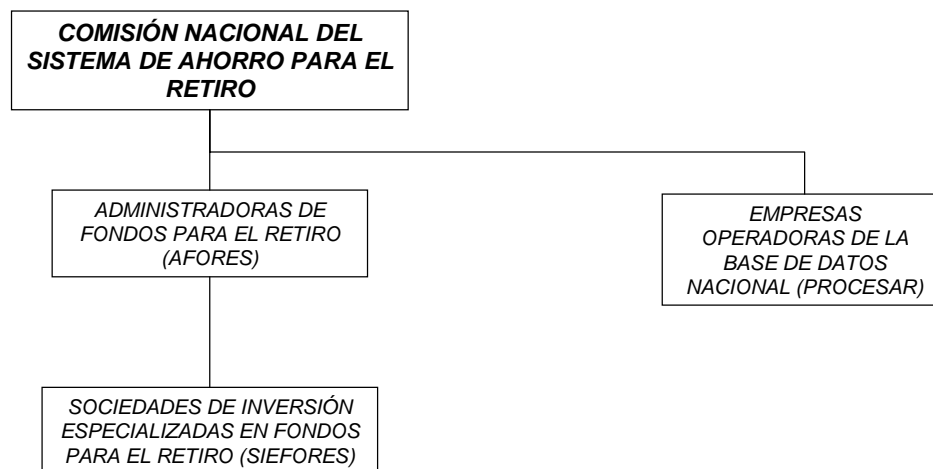 COMISIÓN NACIONAL DEL
SISTEMA DE AHORRO PARA EL
RETIRO
ADMINISTRADORAS DE
FONDOS PARA EL RETIRO
(AFORES)
EMPRESAS
OPERADORAS DE LA
BASE DE DATOS
NACIONAL (PROCESAR)
SOCIEDADES DE INVERSIÓN
ESPECIALIZADAS EN FONDOS
PARA EL RETIRO (SIEFORES)